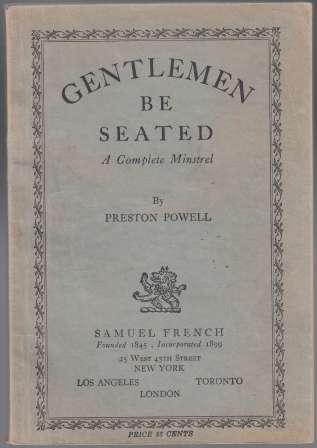 GENTLEMEN
BE
SEATED
A Complete Minstrel
By
PRESTON POWELL
SAMUEL FRENCH
Founded 1845 . Incorporated 1899
25 WEST 45TH STREET
NEW YORK
LOS ANGELES TORONTO
LONDON
PRICE 35 CENTS